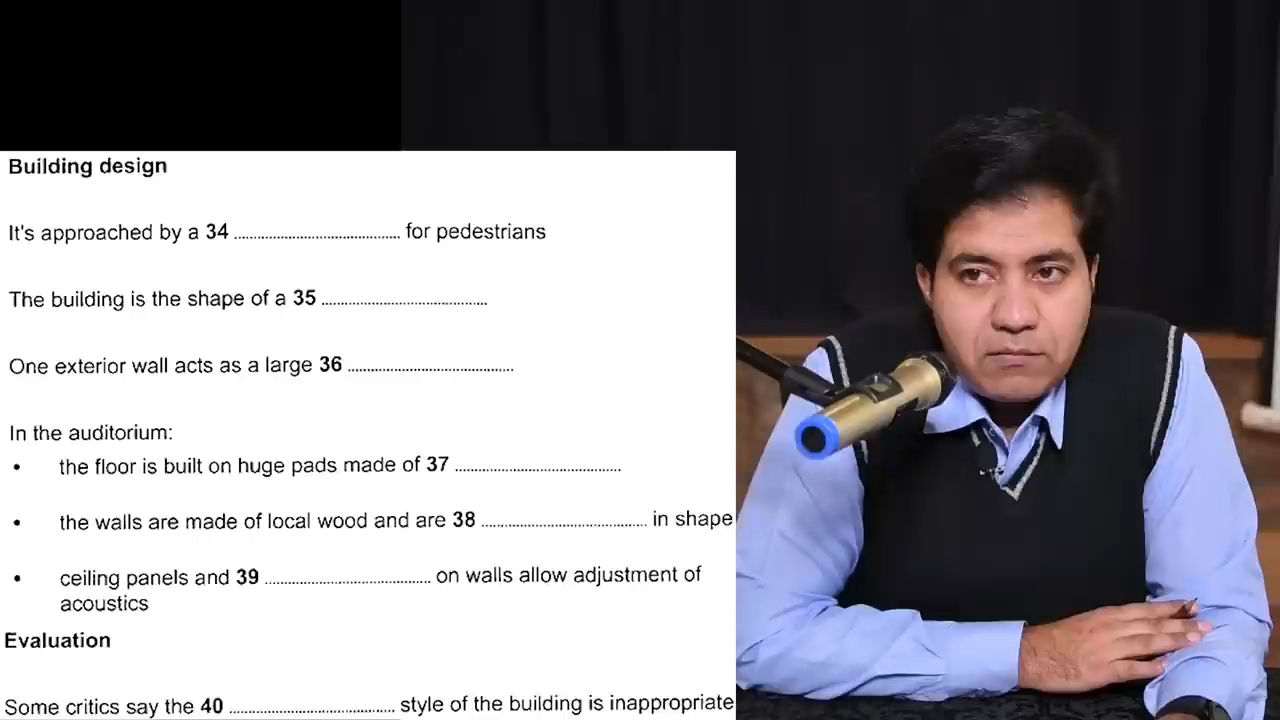 Building design
It's approached by a 34 .......................................... for pedestrians
The building is the shape of a 35 ..........................................
One exterior wall acts as a large 36 ..........................................
In the auditorium:
• the floor is built on huge pads made of 37 ..........................................
• the walls are made of local wood and are 38 .......................................... in shape
• ceiling panels and 39 .......................................... on walls allow adjustment of
acoustics
Evaluation
Some critics say the 40 .......................................... style of the building is inappropriate